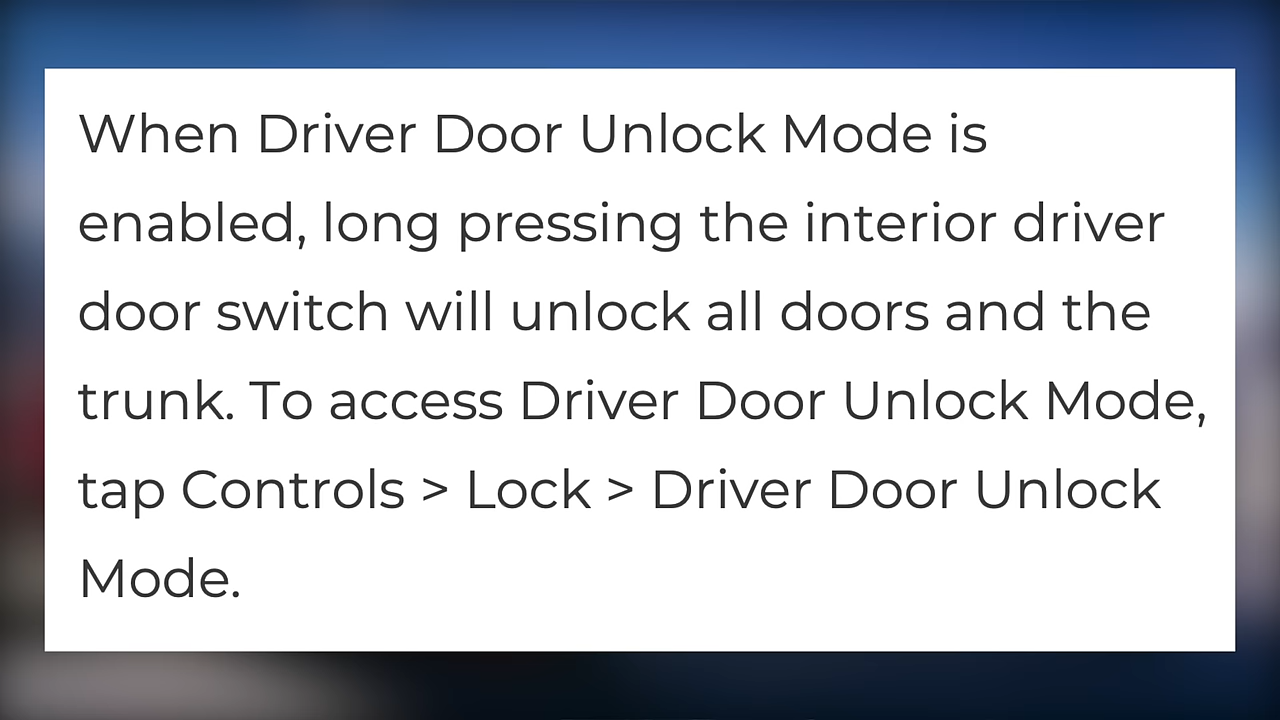 When Driver Door Unlock Mode is
enabled, long pressing the interior driver
door switch will unlock all doors and the
trunk. To access Driver Door Unlock Mode,
tap Controls > Lock > Driver Door Unlock
Mode.